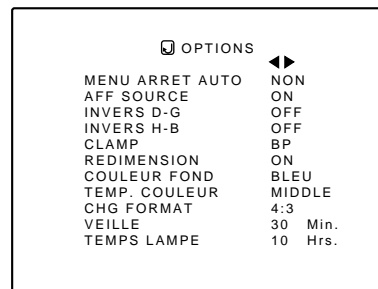 OPTIONS
MENU ARRET AUTO NON
AFF SOURCE ON
INVERS D-G OFF
INVERS H-B OFF
CLAMP BP
REDIMENSION ON
COULEUR FOND BLEU
TEMP. COULEUR MIDDLE
CHG FORMAT 4:3
VEILLE 30 Min.
TEMPS LAMPE 10 Hrs.